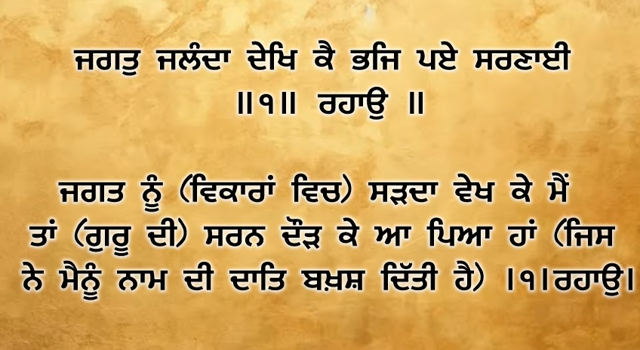 ਜਗਤੁ ਜਲੰਦਾ ਦੇਖਿ ਕੈ ਭਜਿ ਪਏ ਸਰਣਾਈ
॥੧॥ ਰਹਾਉ ॥
ਜਗਤ ਨੂੰ (ਵਿਕਾਰਾਂ ਵਿਚ) ਸੜਦਾ ਵੇਖ ਕੇ ਮੈਂ
ਤਾਂ (ਗੁਰੂ ਦੀ) ਸਰਨ ਦੌੜ ਕੇ ਆ ਪਿਆ ਹਾਂ (ਜਿਸ
ਨੇ ਮੈਨੂੰ ਨਾਮ ਦੀ ਦਾਤਿ ਬਖ਼ਸ਼ ਦਿੱਤੀ ਹੈ) ।੧।ਰਹਾਉ।